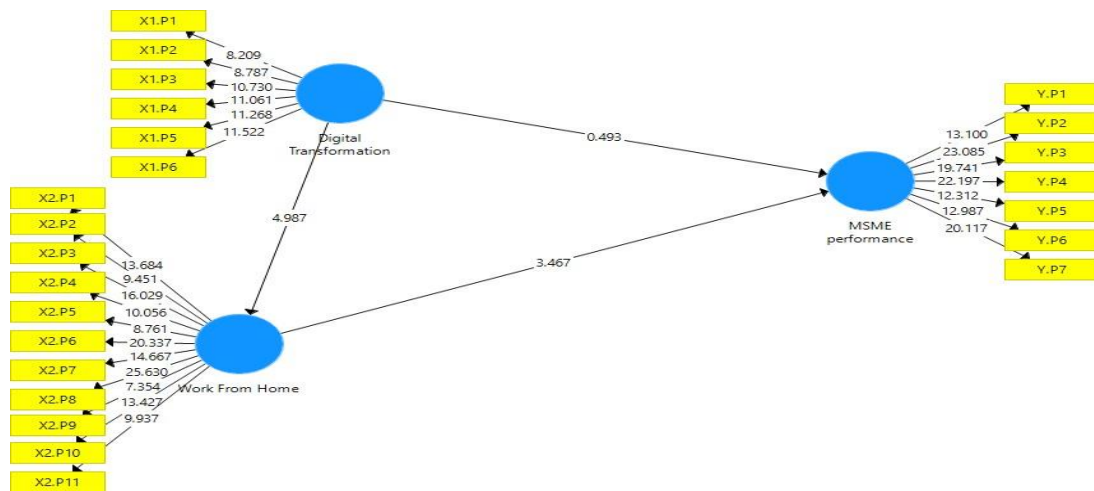 X1.P1
X1.P2
X1.P3
X1.P4
X1.P5
X1.P6
8.209
8.787
10.730
11.061
11.268
11.522
Digital
Transformation
0.493
4.987
3.467
X2.P1
X2.P2
X2.P3
X2.P4
X2.P5
X2.P6
X2.P7
X2.P8
X2.P9
X2.P10
X2.P11
13.684
9.451
16.029
10.056
8.761
20.337
14.667
25.630
7.354
13.427
9.937
Work From Home
MSME
performance
13.100
23.085
19.741
22.197
12.312
12.987
20.117
Y.P1
Y.P2
Y.P3
Y.P4
Y.P5
Y.P6
Y.P7